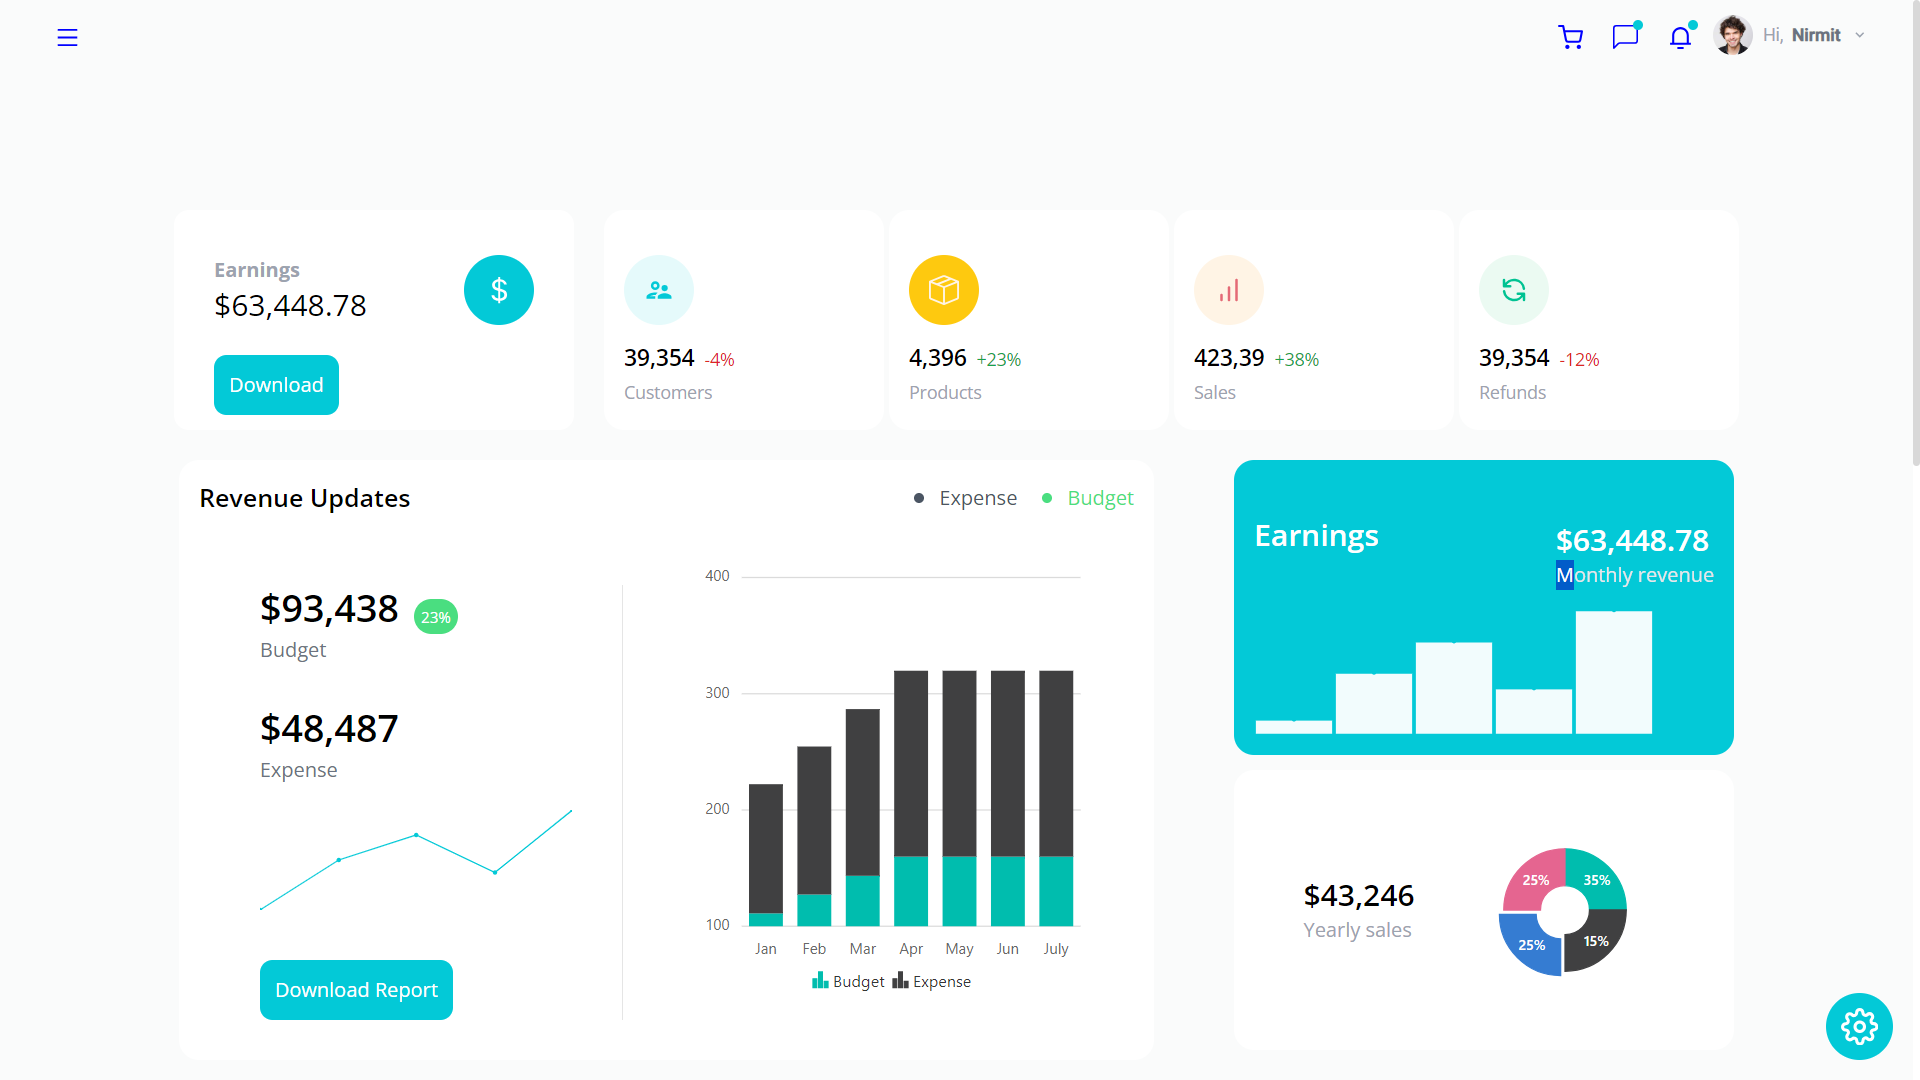 Hi, Nirmit
Earnings
$63,448.78
$
Download
39,354 -4%
Customers
4,396 +23%
Products
423,39 +38%
Sales
39,354 -12%
Refunds
Revenue Updates
Expense
Budget
$93,438 23%
Budget
$48,487
Expense
Download Report
400
300
200
100
Jan Feb Mar Apr May Jun July
Budget Expense
Earnings
$63,448.78
Monthly revenue
$43,246
Yearly sales
25% 35%
25% 15%